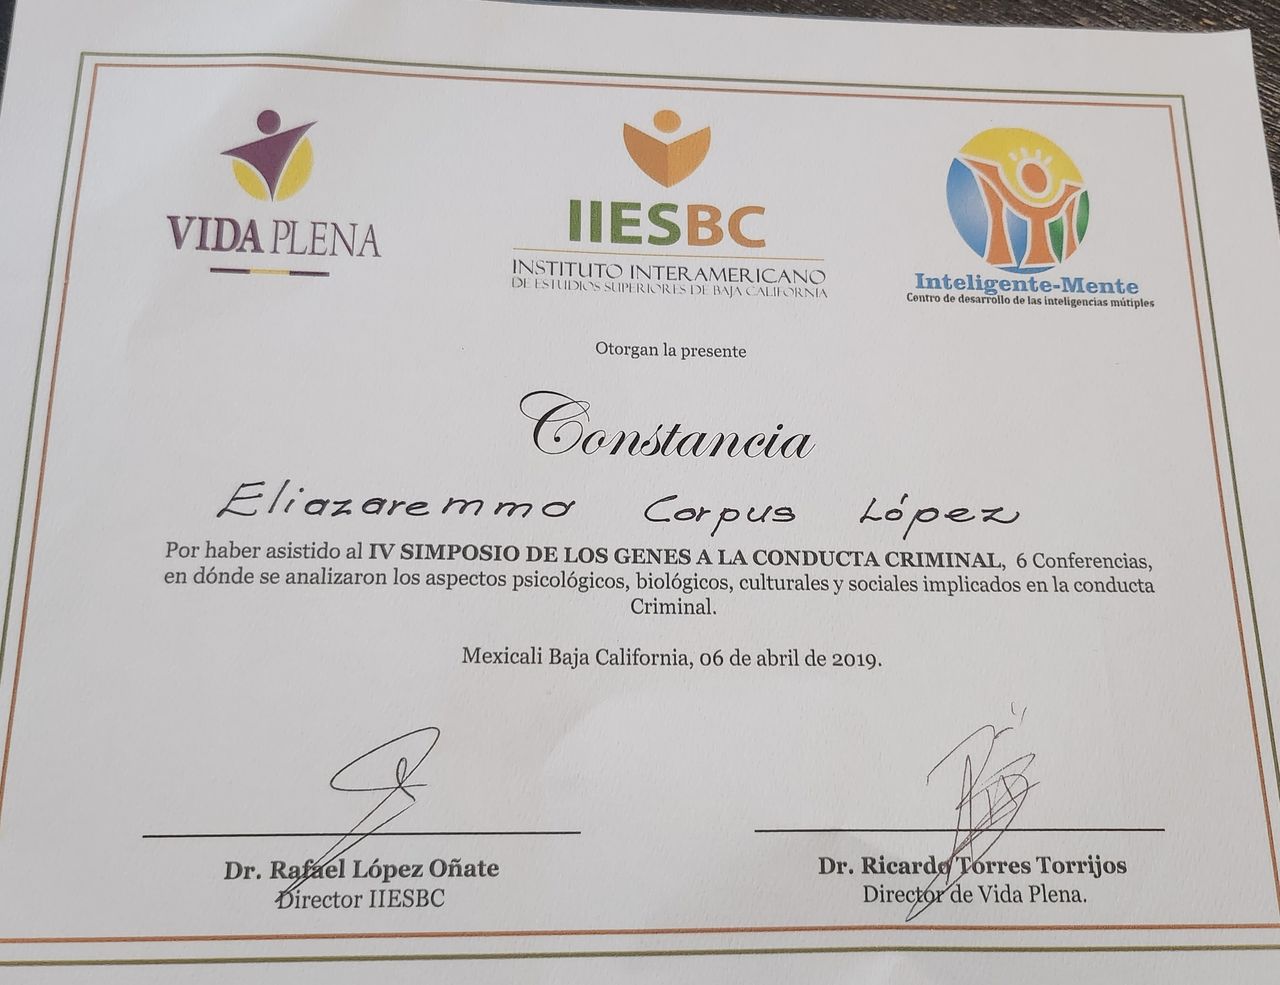 VIDA PLENA
IIESBC
INSTITUTO INTERAMERICANO
DE ESTUDIOS SUPERIORES DE BAJA CALIFORNIA
Inteligente-Mente
Centro de desarrollo de las inteligencias mútiples
Otorgan la presente
Constancia
Eliazaremma Corpus López
Por haber asistido al IV SIMPOSIO DE LOS GENES A LA CONDUCTA CRIMINAL, 6 Conferencias,
en dónde se analizaron los aspectos psicológicos, biológicos, culturales y sociales implicados en la conducta
Criminal.
Mexicali Baja California, 06 de abril de 2019.
Dr. Rafael López Oñate
Director IIESBC
Dr. Ricardo Torres Torrijos
Director de Vida Plena.